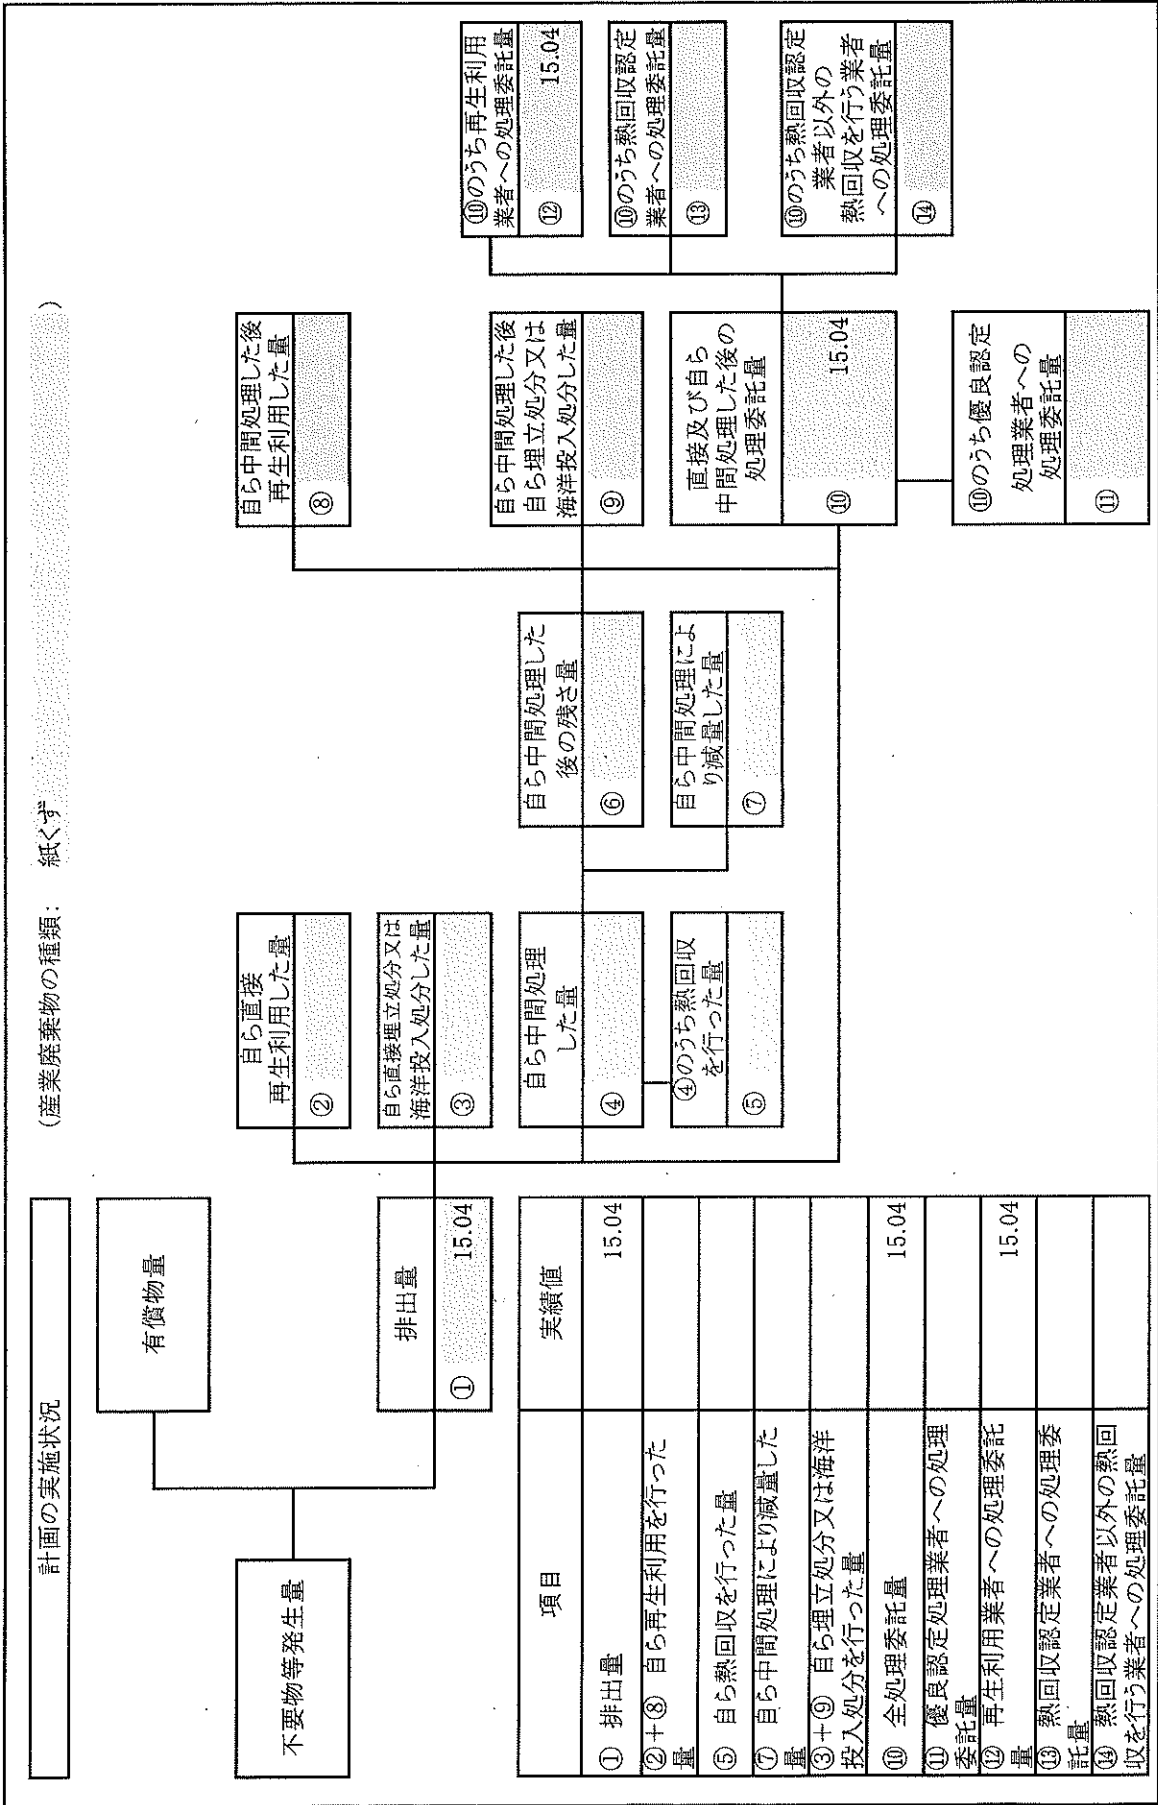 計画の実施状況
(産業廃棄物の種類: 紙くず )
不要物等発生量
有償物量
排出量
① 15.04
自ら直接
再生利用した量
②
自ら直接埋立処分又は
海洋投入処分した量
③
自ら中間処理
した量
④
④のうち熱回収
を行った量
⑤
自ら中間処理した
後の残さ量
⑥
自ら中間処理によ
り減量した量
⑦
自ら中間処理した後
再生利用した量
⑧
自ら中間処理した後
自ら埋立処分又は
海洋投入処分した量
⑨
直接及び自ら
中間処理した後の
処理委託量
⑩ 15.04
⑩のうち優良認定
処理業者への
処理委託量
⑪
⑩のうち再生利用
業者への処理委託量
⑫ 15.04
⑩のうち熱回収認定
業者への処理委託量
⑬
⑩のうち熱回収認定
業者以外の
熱回収を行う業者
への処理委託量
⑭
項目 実績値
① 排出量 15.04
②+⑧ 自ら再生利用を行った
量
⑤ 自ら熱回収を行った量
⑦ 自ら中間処理により減量した
量
③+⑨ 自ら埋立処分又は海洋
投入処分を行った量
⑩ 全処理委託量 15.04
⑪ 優良認定処理業者への処理
委託量
⑫ 再生利用業者への処理委託
量 15.04
⑬ 熱回収認定業者への処理委
託量
⑭ 熱回収認定業者以外の熱回
収を行う業者への処理委託量